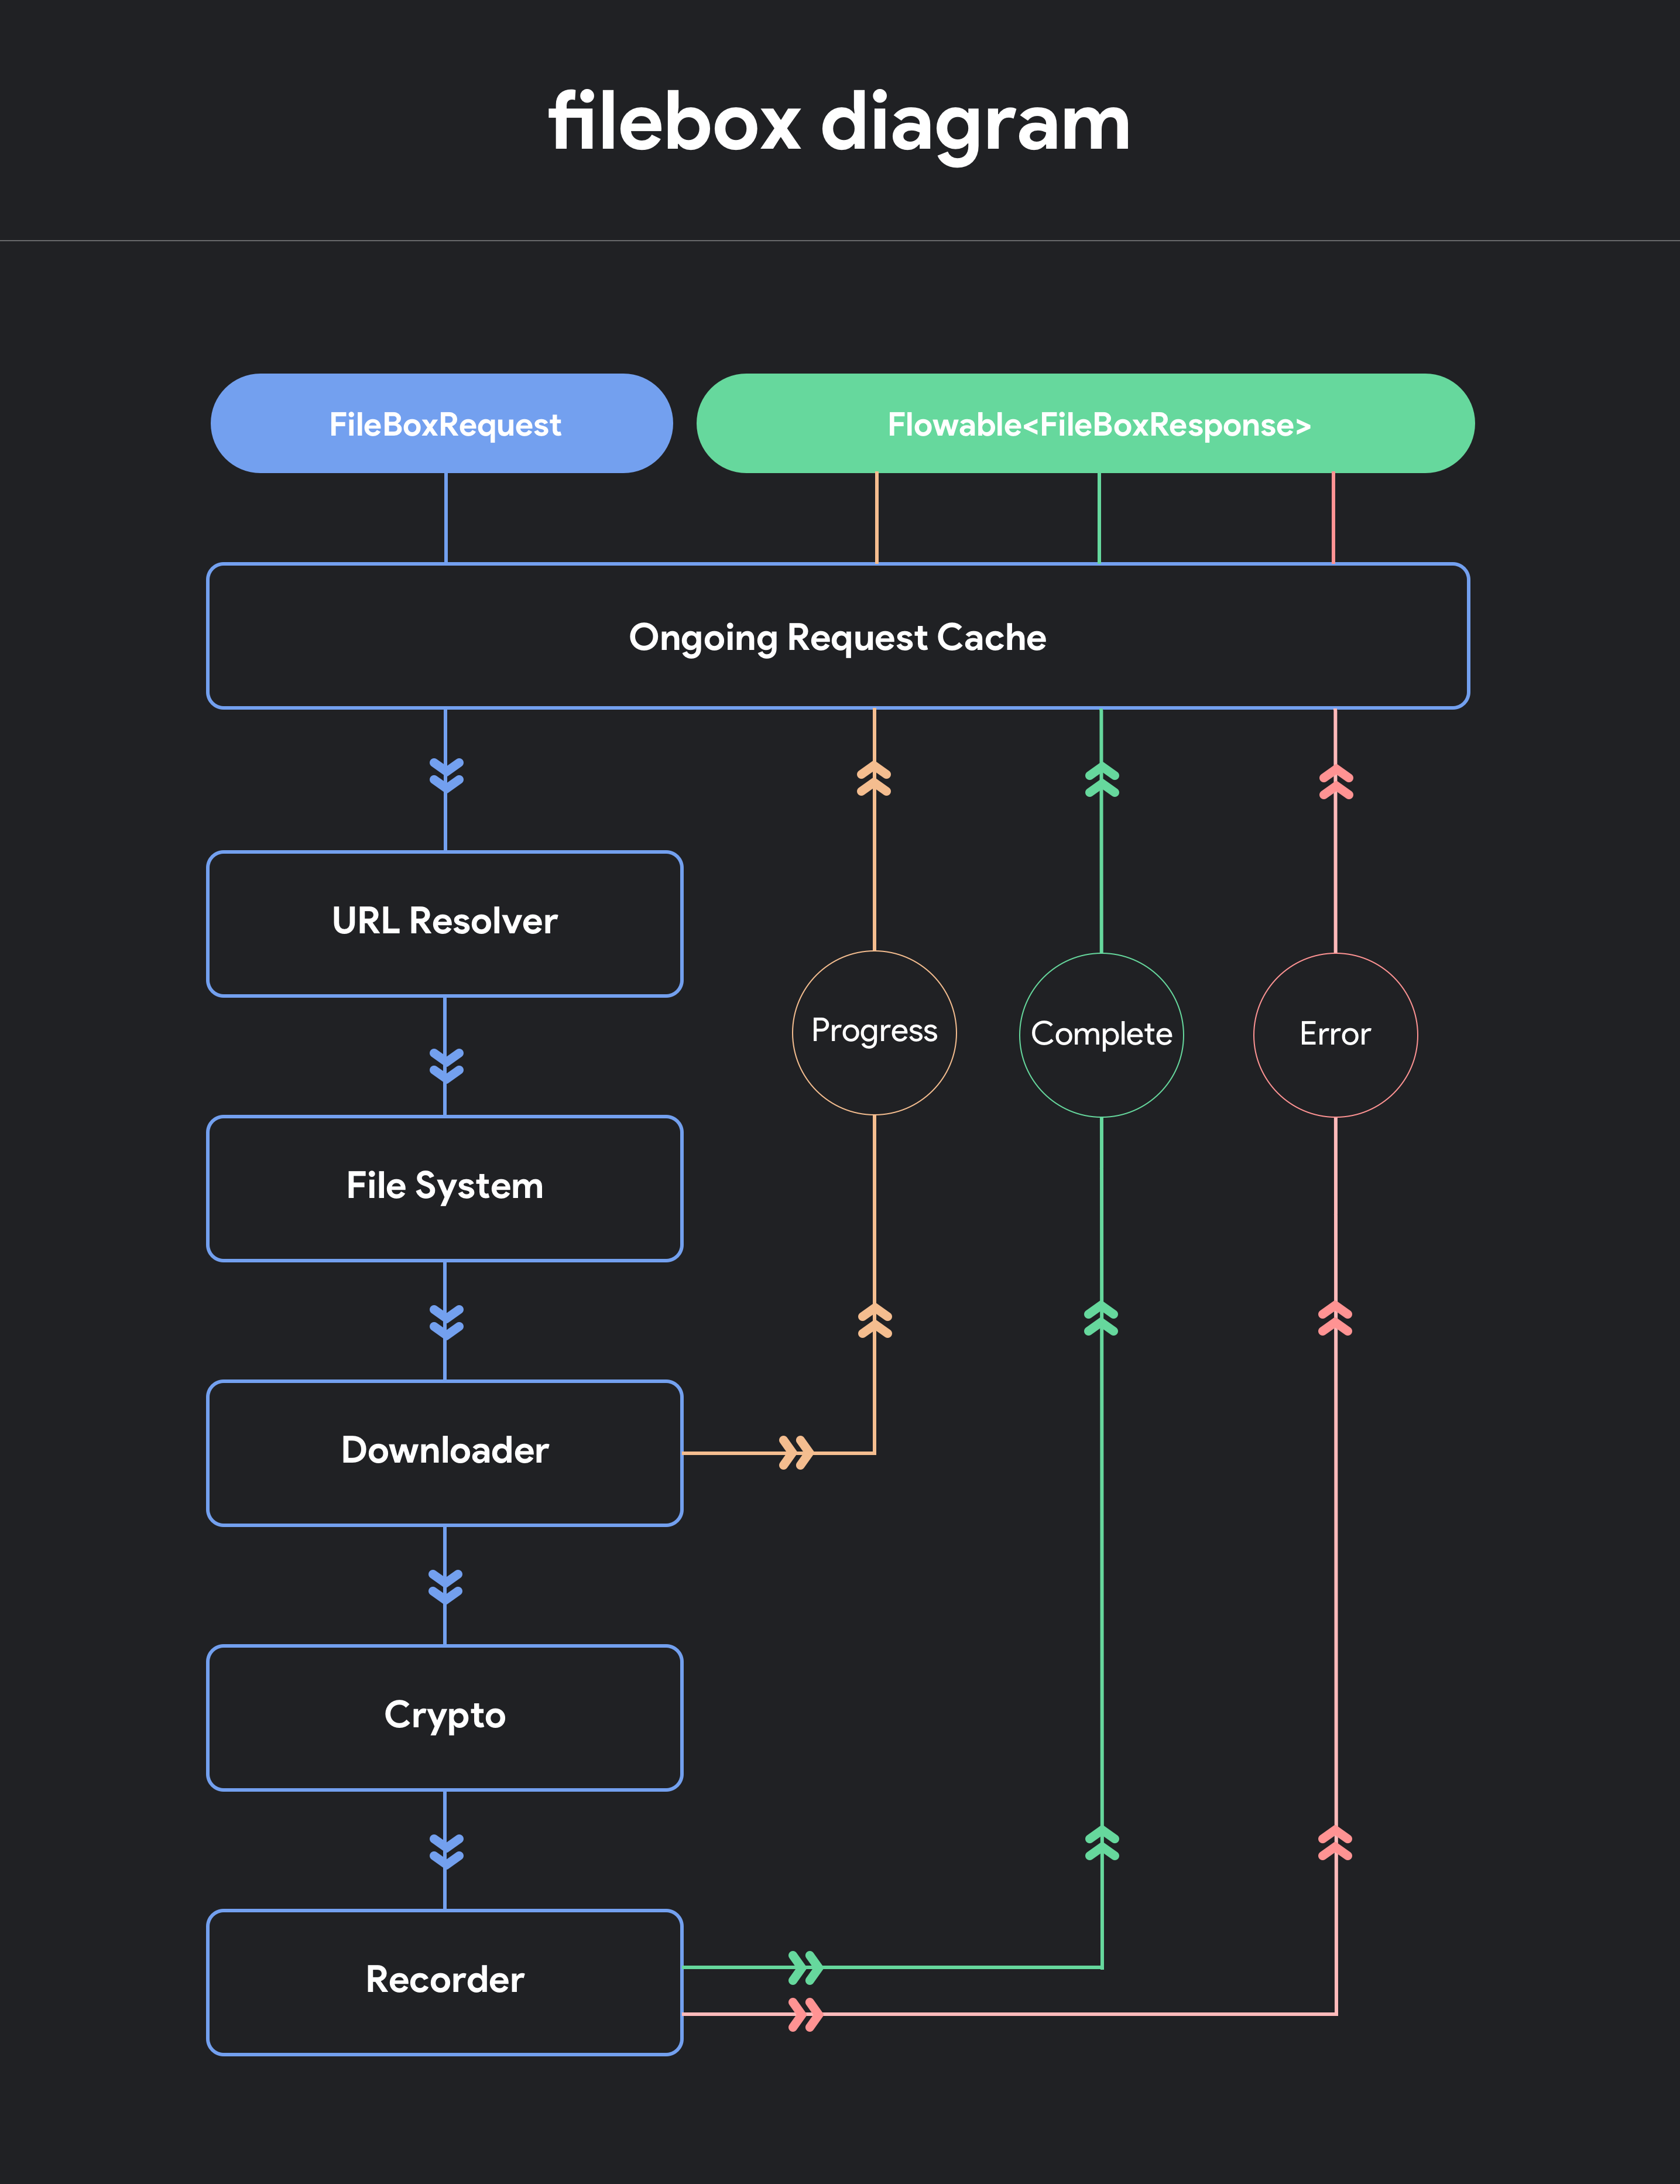 filebox diagram
FileBoxRequest
Flowable<FileBoxResponse>
Ongoing Request Cache
URL Resolver
Progress
Complete
Error
File System
Downloader
Crypto
Recorder